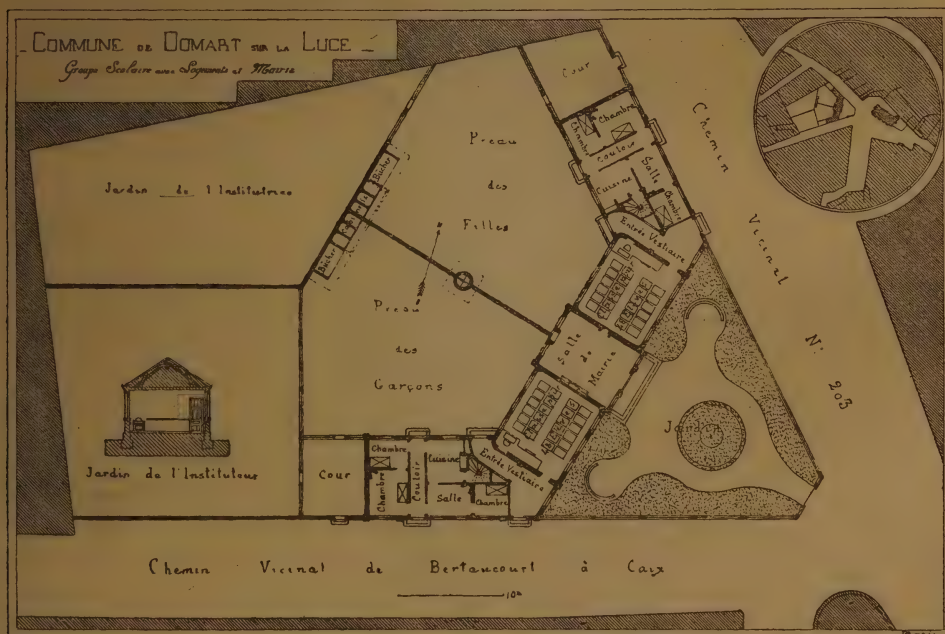 COMMUNE DE DOMART SUR LA LUCE
Groupe Scolaire avec Logements et Mairie
Jardin de l'Institutrice
Préau
des
Filles
Cour
Chambre
Chambre
Couloir
Salle
Cuisine
Chambre
Entrée Vestiaire
Chemin
Vicinal
N°
203
Bûcher
Bûcher
Préau
des
Garçons
Salle
de
Mairie
Jardin
Jardin de l'Instituteur
Cour
Chambre
Chambre
Couloir
Cuisine
Salle
Chambre
Entrée Vestiaire
Chemin Vicinal de Bertaucourt à Caix
10m